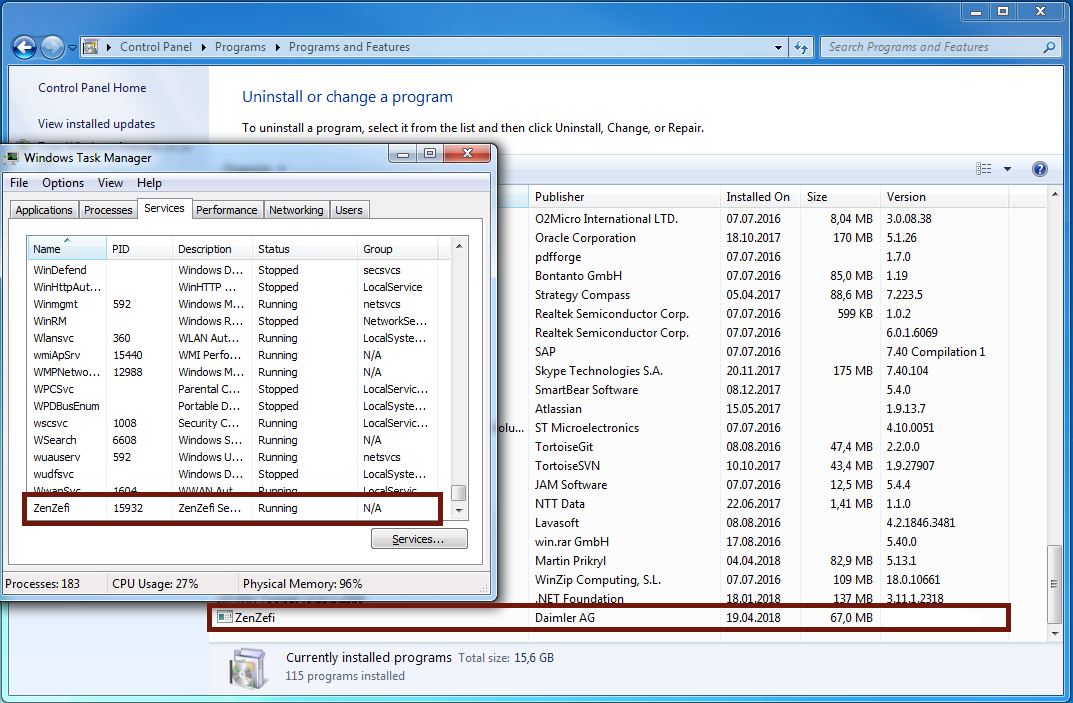 Control Panel Programs Programs and Features
Search Programs and Features
Control Panel Home
View installed updates
Uninstall or change a program
To uninstall a program, select it from the list and then click Uninstall, Change, or Repair.
Windows Task Manager
File Options View Help
Applications Processes Services Performance Networking Users
Name PID Description Status Group
WinDefend Windows D... Stopped secsvcs
WinHttpAut... WinHTTP ... Stopped LocalService
Winmgmt 592 Windows M... Running netsvcs
WinRM Windows R... Stopped NetworkSe...
Wlansvc 360 WLAN Aut... Running LocalSyste...
wmiApSrv 15440 WMI Perfo... Running N/A
WMPNetwo... 12988 Windows M... Running N/A
WPCSvc Parental C... Stopped LocalServic...
WPDBusEnum Portable D... Stopped LocalSyste...
wscsvc 1008 Security C... Running LocalServic...
WSearch 6608 Windows S... Running N/A
wuauserv 592 Windows U... Running netsvcs
wudfsvc Windows D... Stopped LocalSyste...
WwanSvc 1604 WWAN Aut... Running LocalServic...
ZenZefi 15932 ZenZefi Se... Running N/A
Services...
Processes: 183 CPU Usage: 27% Physical Memory: 96%
Publisher Installed On Size Version
O2Micro International LTD. 07.07.2016 8,04 MB 3.0.08.38
Oracle Corporation 18.10.2017 170 MB 5.1.26
pdfforge 07.07.2016 1.7.0
Bontanto GmbH 07.07.2016 85,0 MB 1.19
Strategy Compass 05.04.2017 88,6 MB 7.223.5
Realtek Semiconductor Corp. 07.07.2016 599 KB 1.0.2
Realtek Semiconductor Corp. 07.07.2016 6.0.1.6069
SAP 07.07.2016 7.40 Compilation 1
Skype Technologies S.A. 20.11.2017 175 MB 7.40.104
SmartBear Software 08.12.2017 5.4.0
Atlassian 15.05.2017 1.9.13.7
olu... ST Microelectronics 07.07.2016 4.10.0051
TortoiseGit 08.08.2016 47,4 MB 2.2.0.0
TortoiseSVN 10.10.2017 43,4 MB 1.9.27907
JAM Software 07.07.2016 12,5 MB 5.4.4
NTT Data 22.06.2017 1,41 MB 1.1.0
Lavasoft 08.08.2016 4.2.1846.3481
win.rar GmbH 17.08.2016 5.40.0
Martin Prikryl 04.04.2018 82,9 MB 5.13.1
WinZip Computing, S.L. 07.07.2016 109 MB 18.0.10661
.NET Foundation 18.01.2018 137 MB 3.11.1.2318
ZenZefi Daimler AG 19.04.2018 67,0 MB
Currently installed programs Total size: 15,6 GB
115 programs installed